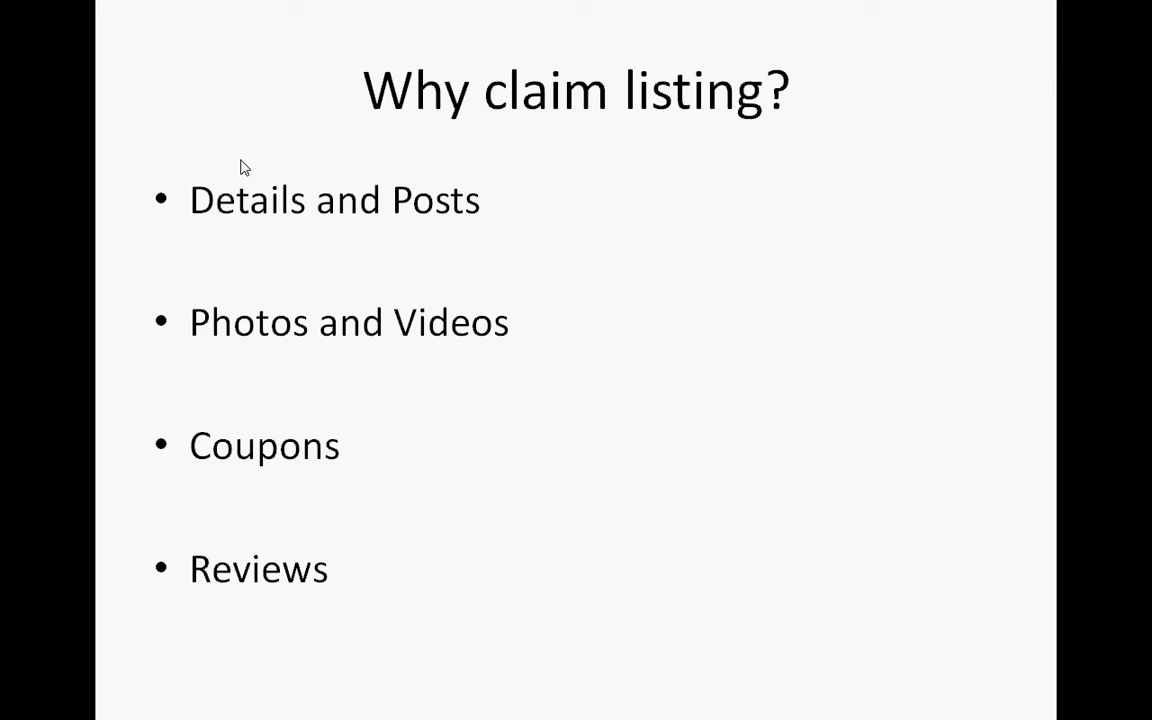 Why claim listing?
• Details and Posts
• Photos and Videos
• Coupons
• Reviews